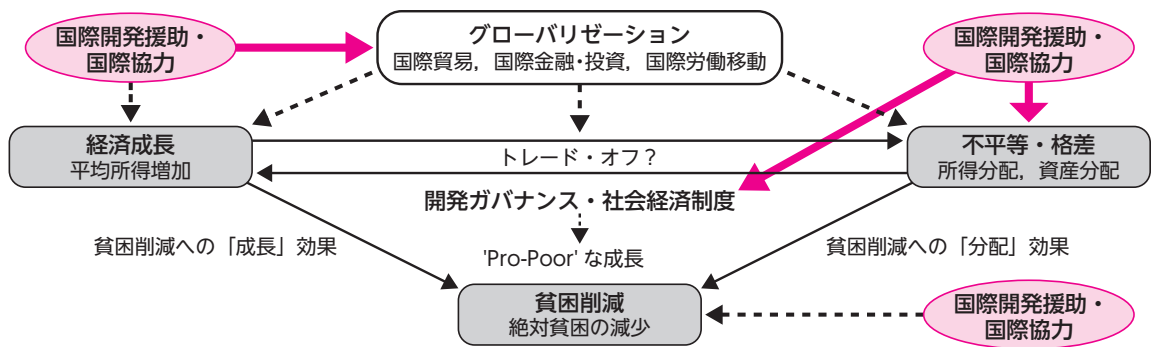 国際開発援助・
国際協力
グローバリゼーション
国際貿易，国際金融・投資，国際労働移動
国際開発援助・
国際協力
経済成長
平均所得増加
トレード・オフ？
不平等・格差
所得分配，資産分配
開発ガバナンス・社会経済制度
貧困削減への「成長」効果
'Pro-Poor' な成長
貧困削減への「分配」効果
貧困削減
絶対貧困の減少
国際開発援助・
国際協力